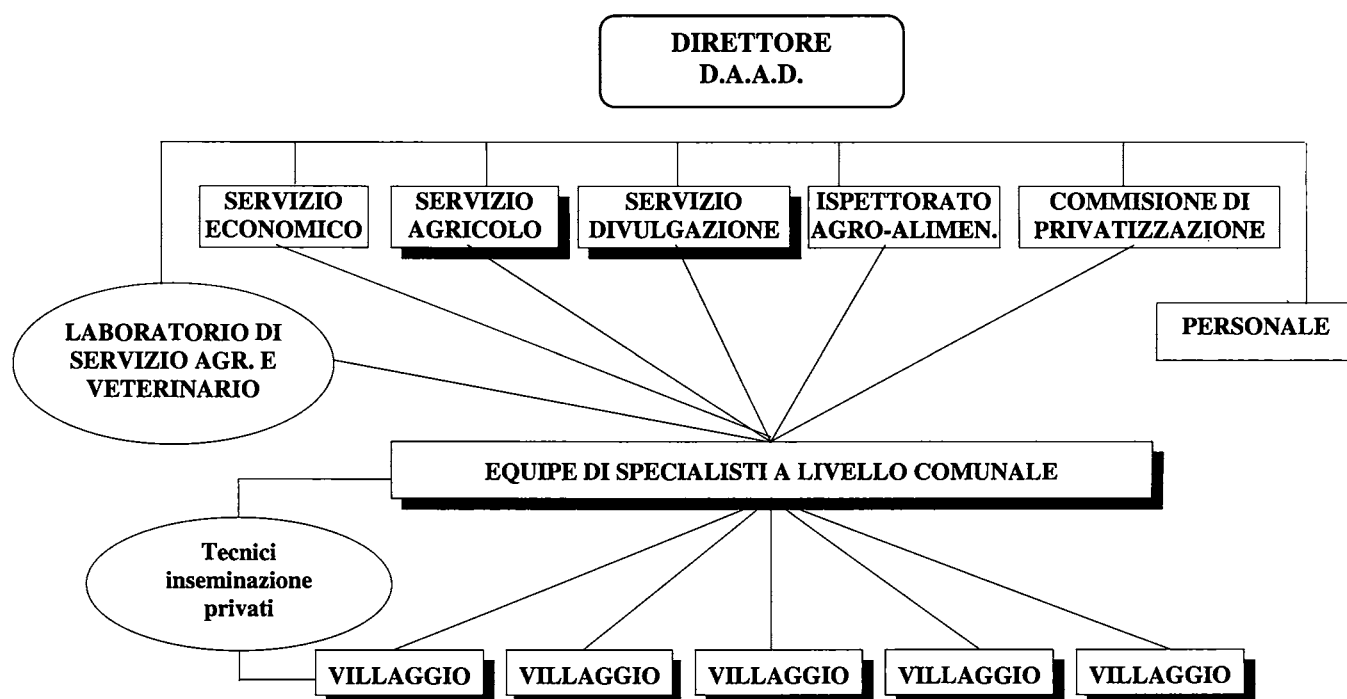 DIRETTORE
D.A.A.D.
SERVIZIO
ECONOMICO
SERVIZIO
AGRICOLO
SERVIZIO
DIVULGAZIONE
ISPETTORATO
AGRO-ALIMEN.
COMMISIONE DI
PRIVATIZZAZIONE
LABORATORIO DI
SERVIZIO AGR. E
VETERINARIO
PERSONALE
EQUIPE DI SPECIALISTI A LIVELLO COMUNALE
Tecnici
inseminazione
privati
VILLAGGIO
VILLAGGIO
VILLAGGIO
VILLAGGIO
VILLAGGIO